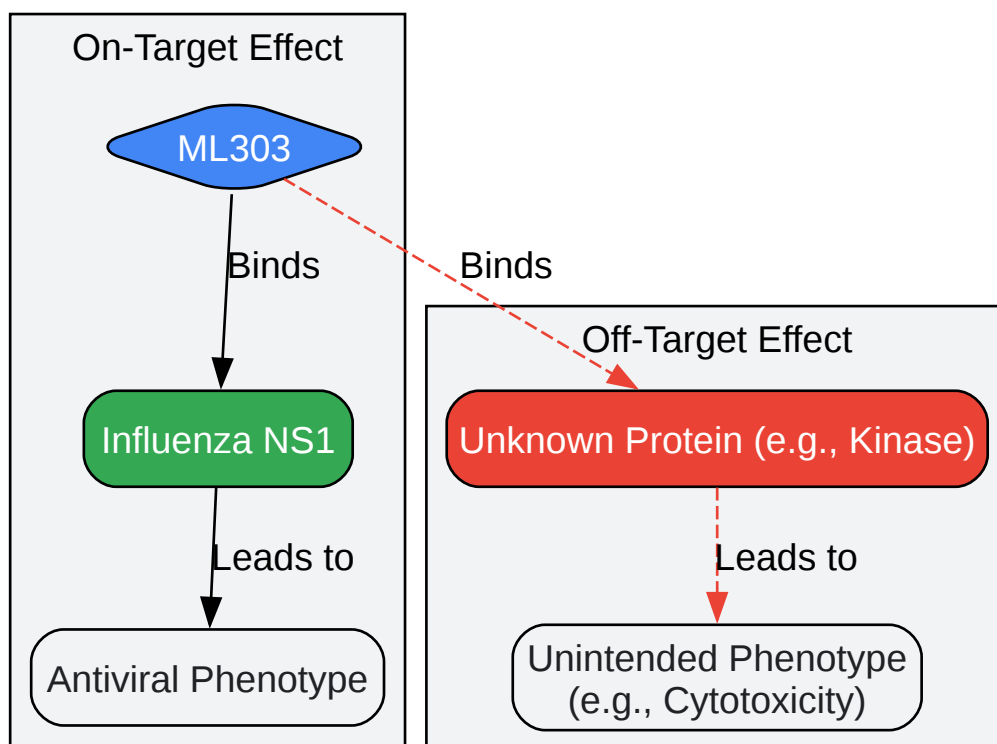 On-Target Effect
ML303
Binds
Binds
Off-Target Effect
Influenza NS1
Unknown Protein (e.g., Kinase)
Leads to
Leads to
Antiviral Phenotype
Unintended Phenotype
(e.g., Cytotoxicity)